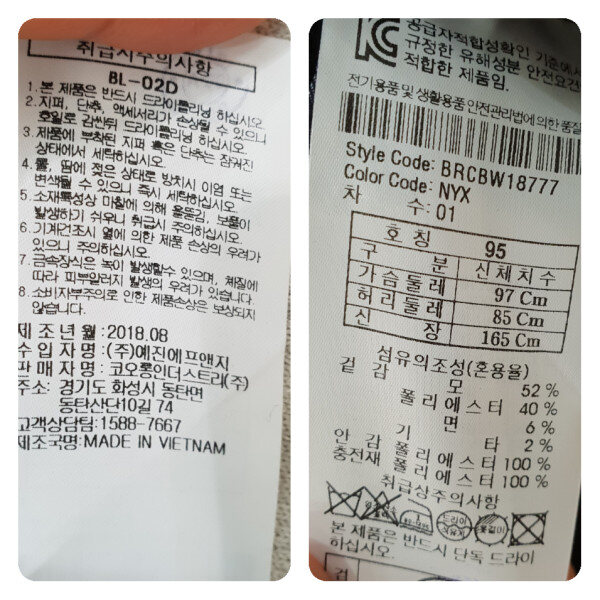 취급시주의사항
BL-02D
1. 본 제품은 반드시 드라이클리닝 하십시오.
2. 지퍼, 단추, 액세서리가 손상될 수 있으니
호일로 감싼뒤 드라이클리닝 하십시오.
3. 제품에 부착된 지퍼 혹은 단추는 잠궈진
상태에서 세탁하십시오.
4. 물, 땀에 젖은 상태로 방치시 이염 또는
변색될 수 있으니 즉시 세탁하십시오.
5. 소재특성상 마찰에 의해 올뜯김, 보풀이
발생하기 쉬우니 취급시 주의하십시오.
6. 기계건조시 열에 의한 제품 손상의 우려가
있으니 주의하십시오.
7. 금속장식은 녹이 발생할수 있으며, 체질에
따라 피부알러지 발생의 우려가 있습니다.
8. 소비자부주의로 인한 제품손상은 보상되지
않습니다.
제 조 년 월 : 2018.08
수 입 자 명 : (주)예진에프앤지
판 매 자 명 : 코오롱인더스트리(주)
주소: 경기도 화성시 동탄면
동탄산단10길 74
고객상담팀: 1588-7667
제조국명: MADE IN VIETNAM
공급자적합성확인 기준에서
규정한 유해성분 안전요건
적합한 제품임.
전기용품 및 생활용품 안전관리법에 의한 품질
Style Code: BRCBW18777
Color Code: NYX
차 수: 01
호 칭 95
구 분 신체치수
가슴둘레 97 Cm
허리둘레 85 Cm
신 장 165 Cm
섬유의조성(혼용율)
겉 감 모 52 %
폴리에스터 40 %
면 6 %
기 타 2 %
안 감 폴리에스터 100 %
충전재 폴리에스터 100 %
취급상주의사항
드라이
옷걸이
본 제품은 반드시 단독 드라이
하십시오.